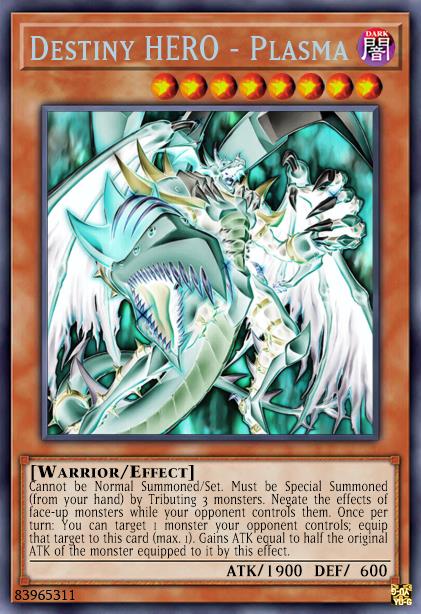 Destiny HERO - Plasma
DARK
闇
[Warrior/Effect]
Cannot be Normal Summoned/Set. Must be Special Summoned
(from your hand) by Tributing 3 monsters. Negate the effects of
face-up monsters while your opponent controls them. Once per
turn: You can target 1 monster your opponent controls; equip
that target to this card (max. 1). Gains ATK equal to half the original
ATK of the monster equipped to it by this effect.
ATK/1900 DEF/ 600
83965311